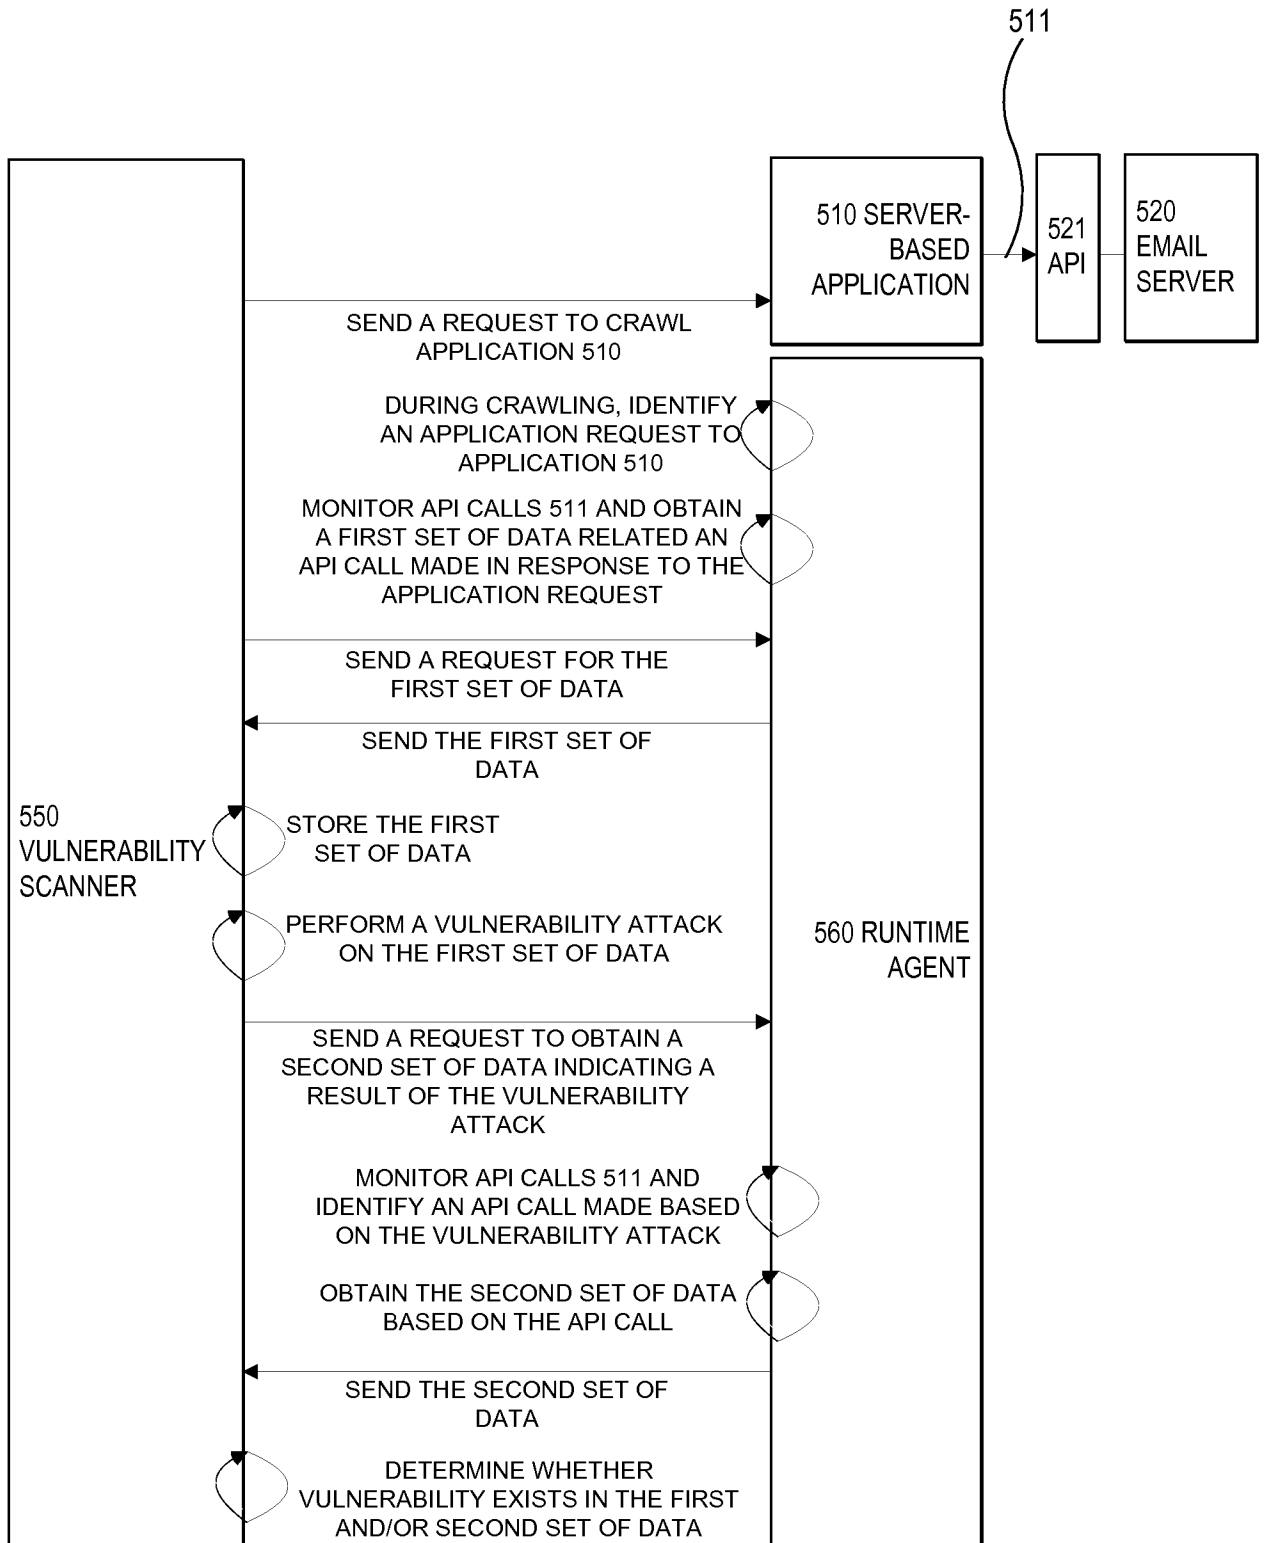 511
510 SERVER-
BASED
APPLICATION
521
API
520
EMAIL
SERVER
SEND A REQUEST TO CRAWL
APPLICATION 510
DURING CRAWLING, IDENTIFY
AN APPLICATION REQUEST TO
APPLICATION 510
MONITOR API CALLS 511 AND OBTAIN
A FIRST SET OF DATA RELATED AN
API CALL MADE IN RESPONSE TO THE
APPLICATION REQUEST
SEND A REQUEST FOR THE
FIRST SET OF DATA
SEND THE FIRST SET OF
DATA
550
VULNERABILITY
SCANNER
STORE THE FIRST
SET OF DATA
PERFORM A VULNERABILITY ATTACK
ON THE FIRST SET OF DATA
560 RUNTIME
AGENT
SEND A REQUEST TO OBTAIN A
SECOND SET OF DATA INDICATING A
RESULT OF THE VULNERABILITY
ATTACK
MONITOR API CALLS 511 AND
IDENTIFY AN API CALL MADE BASED
ON THE VULNERABILITY ATTACK
OBTAIN THE SECOND SET OF DATA
BASED ON THE API CALL
SEND THE SECOND SET OF
DATA
DETERMINE WHETHER
VULNERABILITY EXISTS IN THE FIRST
AND/OR SECOND SET OF DATA